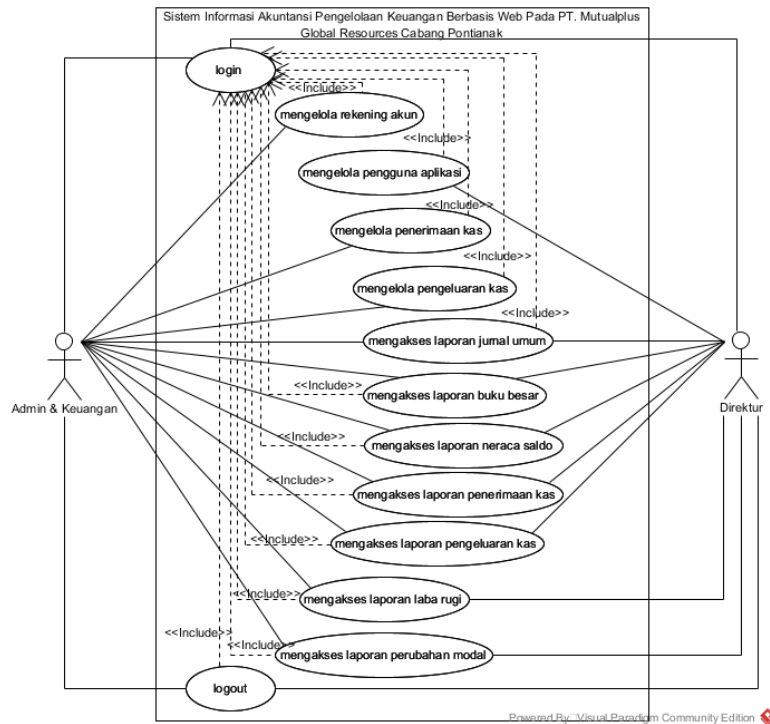 Sistem Informasi Akuntansi Pengelolaan Keuangan Berbasis Web Pada PT. Mutualplus
Global Resources Cabang Pontianak
login
<<Include>>
mengelola rekening akun
<<Include>>
mengelola pengguna aplikasi
<<Include>>
mengelola penerimaan kas
<<Include>>
mengelola pengeluaran kas
<<Include>>
mengakses laporan jurnal umum
<<Include>>
mengakses laporan buku besar
Admin & Keuangan
Direktur
<<Include>>
mengakses laporan neraca saldo
<<Include>>
mengakses laporan penerimaan kas
<<Include>>
mengakses laporan pengeluaran kas
<<Include>>
mengakses laporan laba rugi
<<Include>>
<<Include>>
mengakses laporan perubahan modal
logout
Powered By Visual Paradigm Community Edition